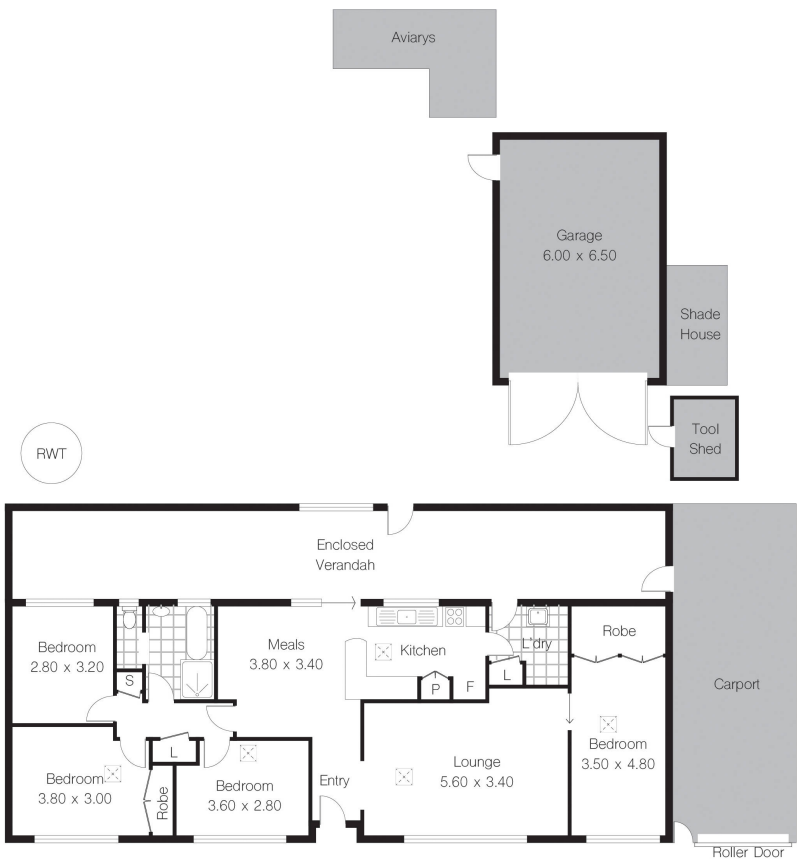 Aviarys
Garage
6.00 x 6.50
Shade
House
Tool
Shed
RWT
Enclosed
Verandah
Bedroom
2.80 x 3.20
S
Meals
3.80 x 3.40
Kitchen
P
F
L'dry
L
Robe
Carport
Bedroom
3.50 x 4.80
Lounge
5.60 x 3.40
Entry
L
Bedroom
3.80 x 3.00
Robe
Bedroom
3.60 x 2.80
Roller Door